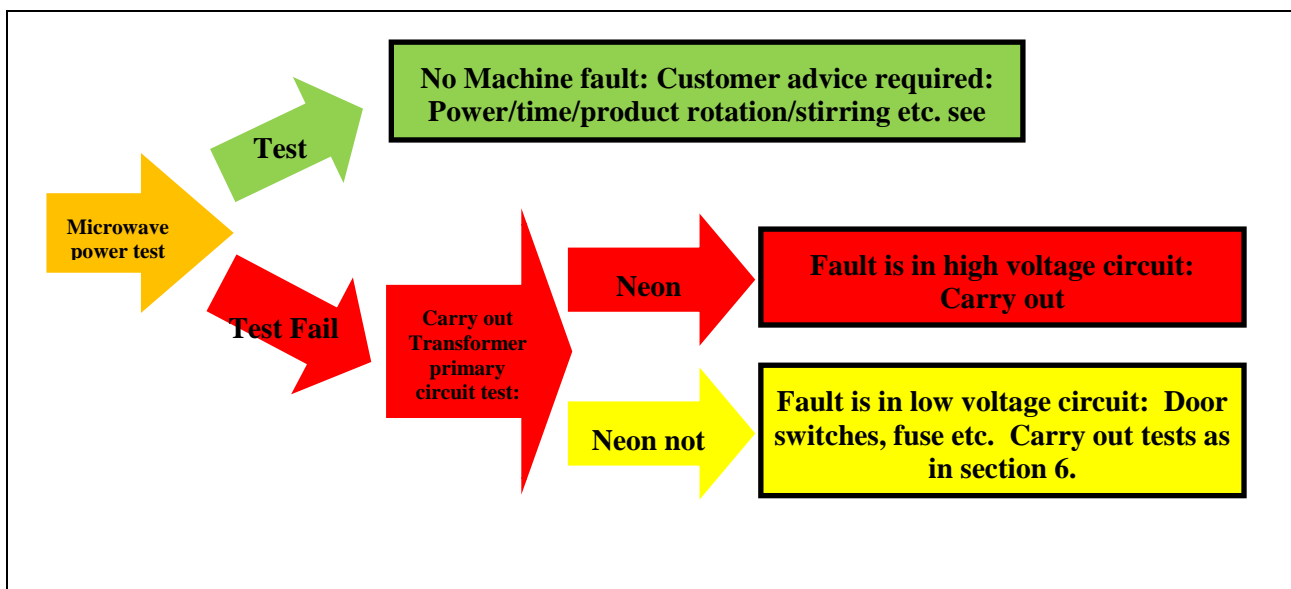 No Machine fault: Customer advice required:
Power/time/product rotation/stirring etc. see
Test
Microwave
power test
Test Fail
Carry out
Transformer
primary
circuit test:
Neon
Fault is in high voltage circuit:
Carry out
Neon not
Fault is in low voltage circuit: Door
switches, fuse etc. Carry out tests as
in section 6.